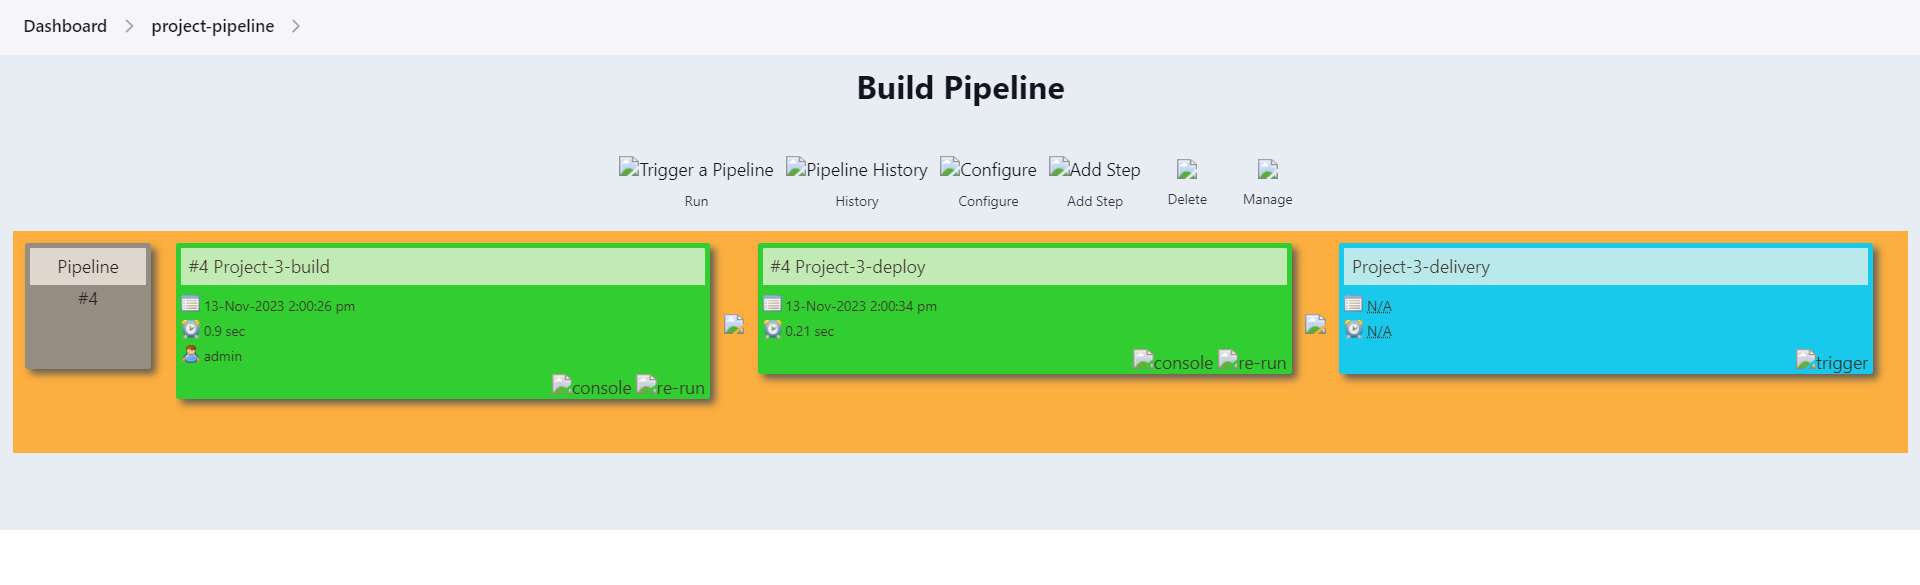 Dashboard project-pipeline
Build Pipeline
Trigger a Pipeline Pipeline History Configure Add Step
Run History Configure Add Step Delete Manage
Pipeline
#4
#4 Project-3-build
13-Nov-2023 2:00:26 pm
0.9 sec
admin
console re-run
#4 Project-3-deploy
13-Nov-2023 2:00:34 pm
0.21 sec
console re-run
Project-3-delivery
N/A
N/A
trigger